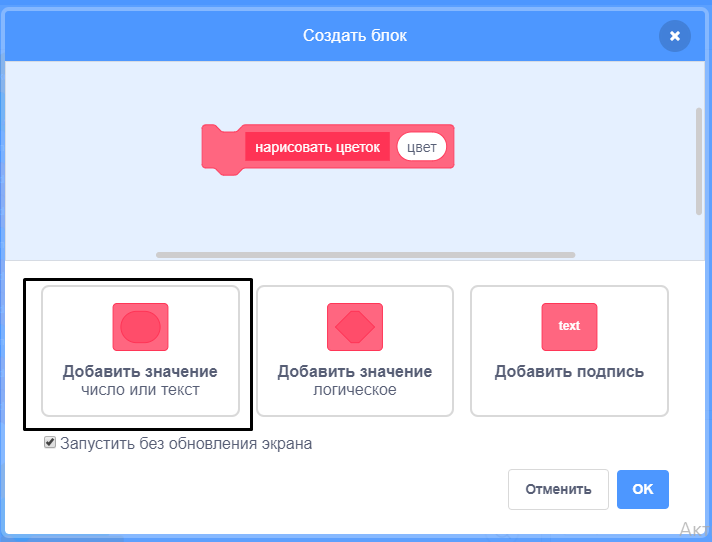 Создать блок
нарисовать цветок цвет
text
Добавить значение
число или текст
Добавить значение
логическое
Добавить подпись
Запустить без обновления экрана
Отменить
OK